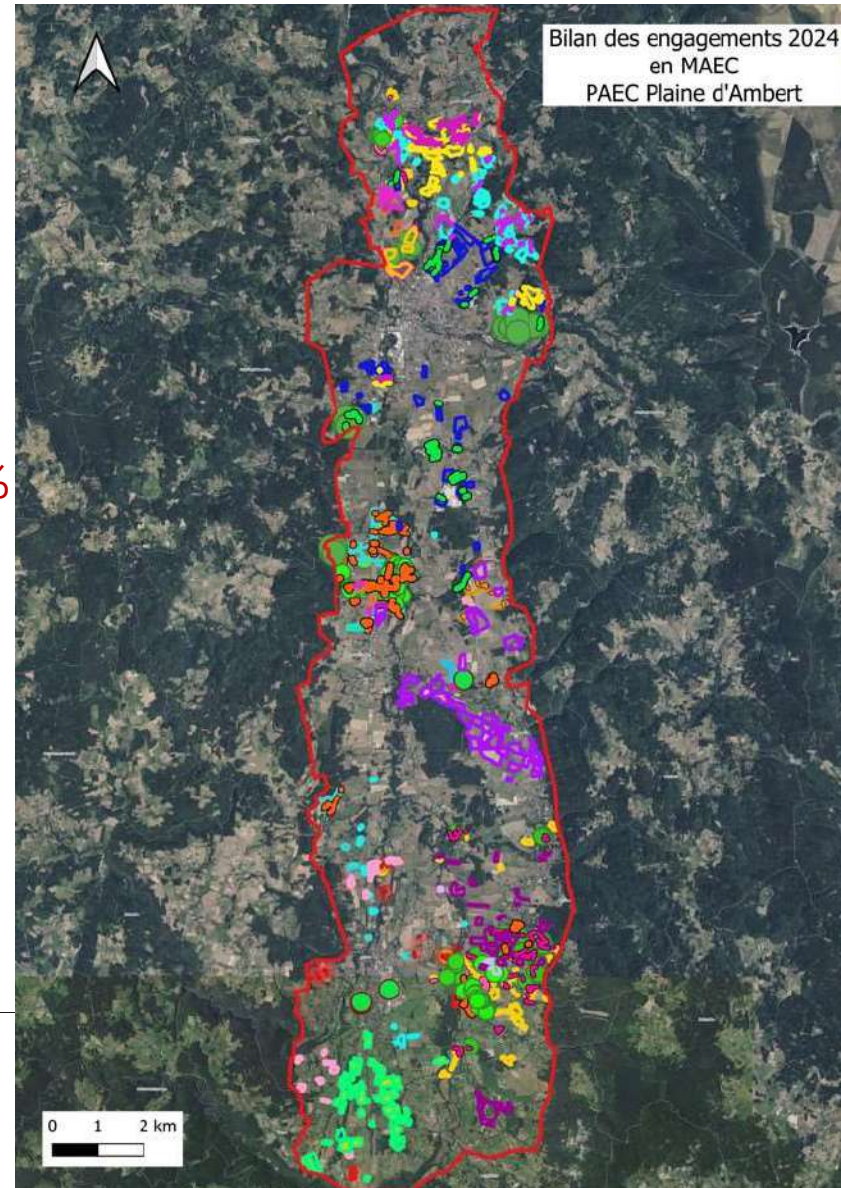 Bilan des engagements 2024
en MAEC
PAEC Plaine d'Ambert
%
0 1 2 km